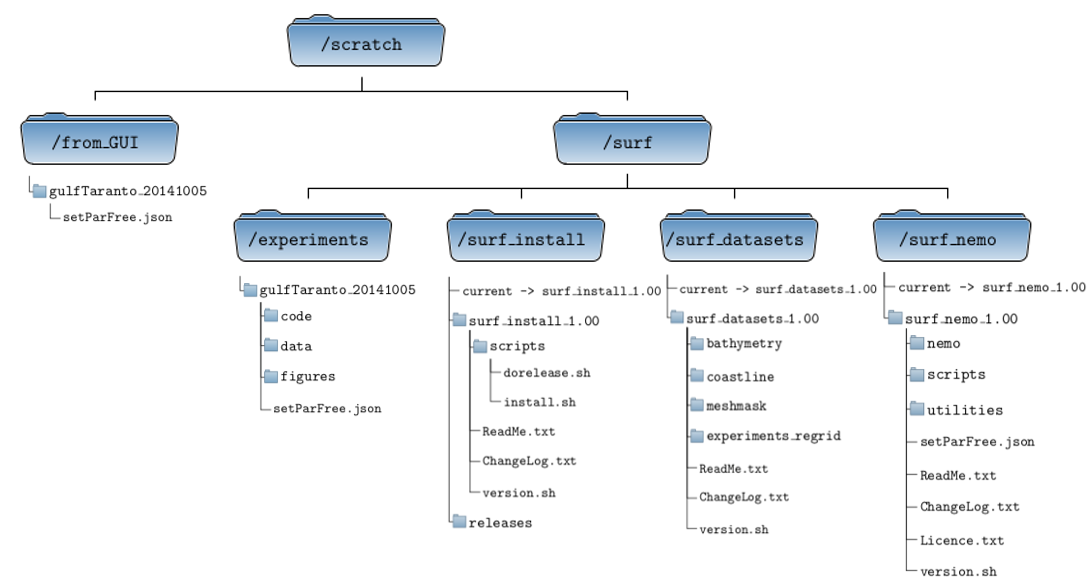 /scratch
/from_GUI
gulfTaranto_20141005
setParFree.json
/surf
/experiments
gulfTaranto_20141005
code
data
figures
setParFree.json
/surf_install
current -> surf_install_1.00
surf_install_1.00
scripts
dorelease.sh
install.sh
ReadMe.txt
ChangeLog.txt
version.sh
releases
/surf_datasets
current -> surf_datasets_1.00
surf_datasets_1.00
bathymetry
coastline
meshmask
experiments_regrid
ReadMe.txt
ChangeLog.txt
version.sh
/surf_nemo
current -> surf_nemo_1.00
surf_nemo_1.00
nemo
scripts
utilities
setParFree.json
ReadMe.txt
ChangeLog.txt
Licence.txt
version.sh